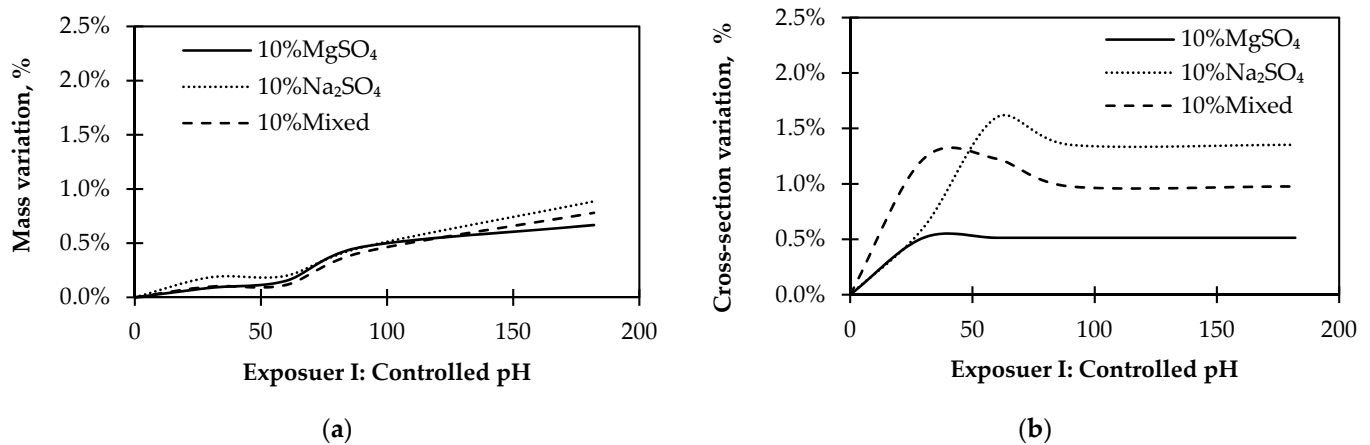 Mass variation, %
2.5%
2.0%
1.5%
1.0%
0.5%
0.0%
10%MgSO₄
10%Na₂SO₄
10%Mixed
0 50 100 150 200
Exposuer I: Controlled pH
(a)
Cross-section variation, %
2.5%
2.0%
1.5%
1.0%
0.5%
0.0%
10%MgSO₄
10%Na₂SO₄
10%Mixed
0 50 100 150 200
Exposuer I: Controlled pH
(b)